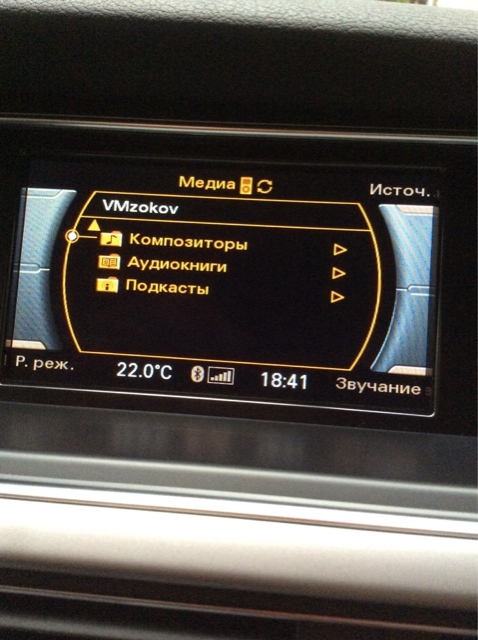 Медиа
Источ.
VMzokov
Композиторы
Аудиокниги
Подкасты
Р. реж.
22.0°C
18:41
Звучание